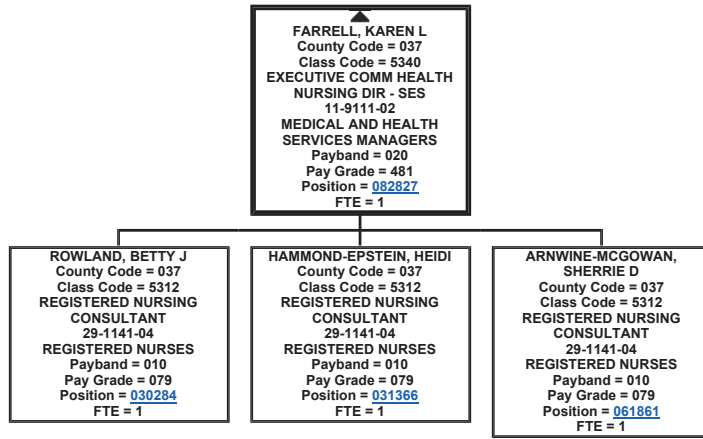 FARRELL, KAREN L
County Code = 037
Class Code = 5340
EXECUTIVE COMM HEALTH
NURSING DIR - SES
11-9111-02
MEDICAL AND HEALTH
SERVICES MANAGERS
Payband = 020
Pay Grade = 481
Position = 082827
FTE = 1
ROWLAND, BETTY J
County Code = 037
Class Code = 5312
REGISTERED NURSING
CONSULTANT
29-1141-04
REGISTERED NURSES
Payband = 010
Pay Grade = 079
Position = 030284
FTE = 1
HAMMOND-EPSTEIN, HEIDI
County Code = 037
Class Code = 5312
REGISTERED NURSING
CONSULTANT
29-1141-04
REGISTERED NURSES
Payband = 010
Pay Grade = 079
Position = 031366
FTE = 1
ARNWINE-MCGOWAN,
SHERRIE D
County Code = 037
Class Code = 5312
REGISTERED NURSING
CONSULTANT
29-1141-04
REGISTERED NURSES
Payband = 010
Pay Grade = 079
Position = 061861
FTE = 1